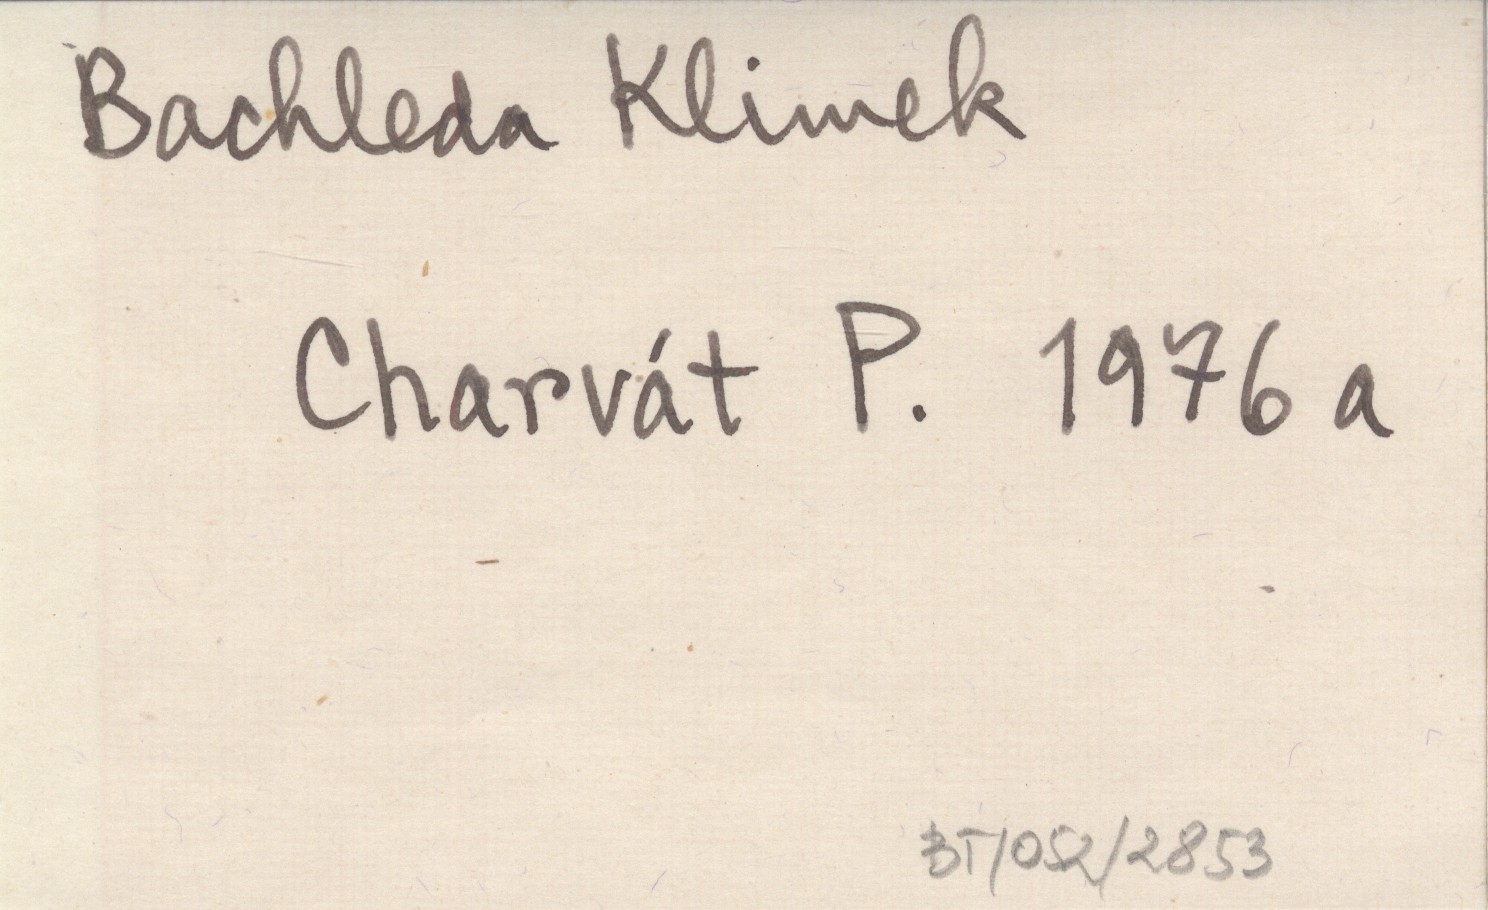 Bachleda Klimek
Charvát P. 1976 a
BT/052/2853